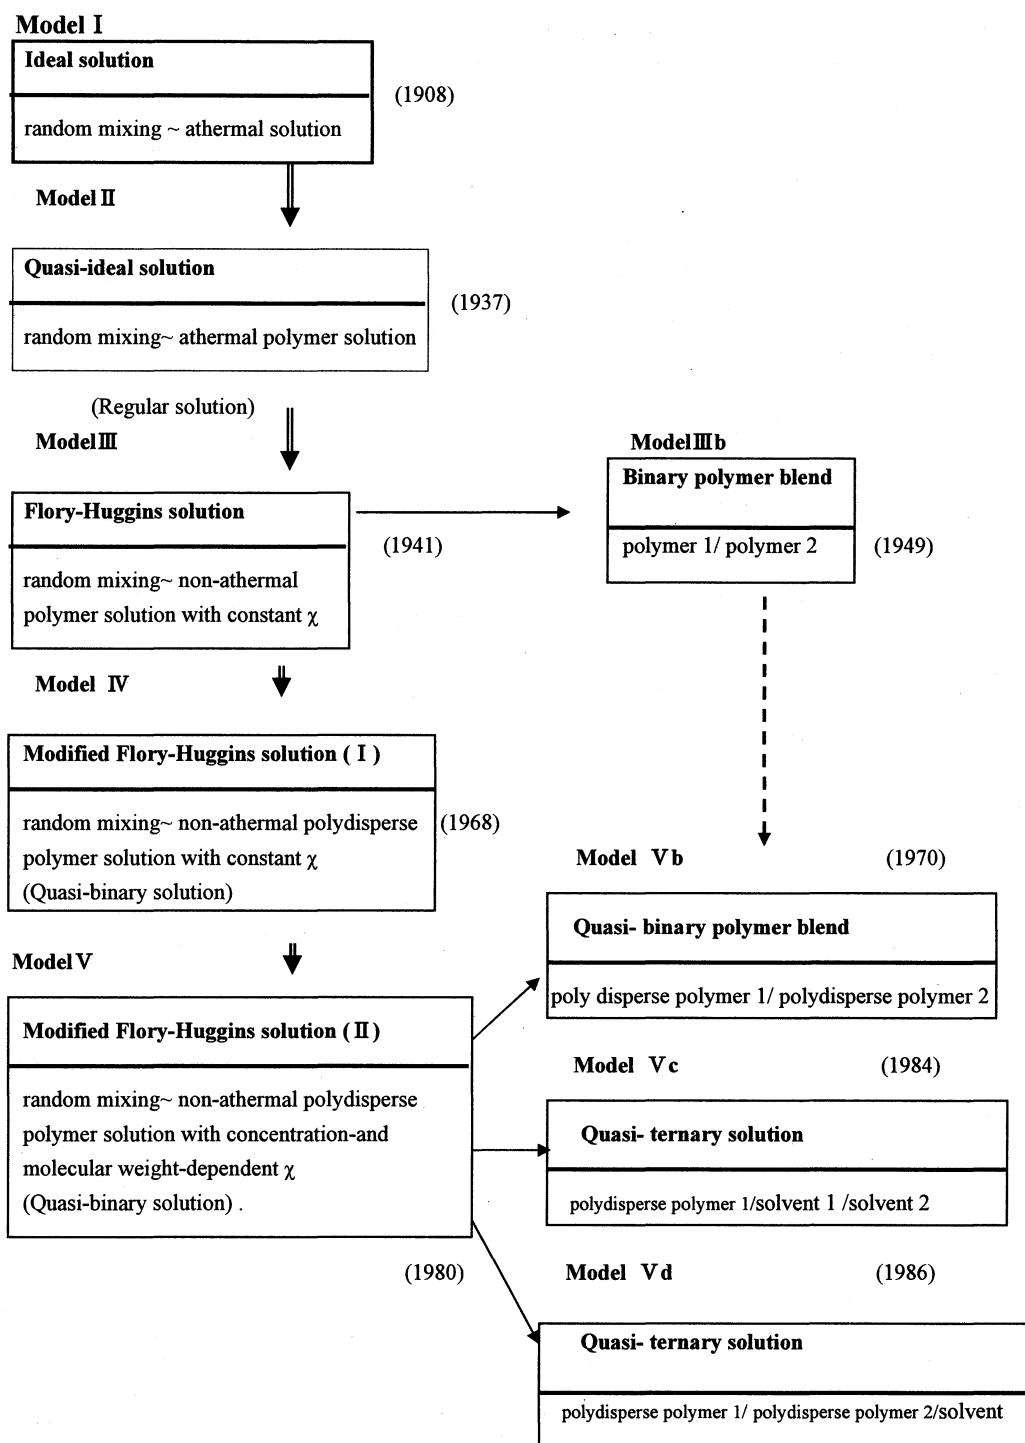 Model Ⅰ
Ideal solution
(1908)
random mixing ~ athermal solution
Model Ⅱ
Quasi-ideal solution
(1937)
random mixing~ athermal polymer solution
(Regular solution)
Model Ⅲ
Flory-Huggins solution
(1941)
random mixing~ non-athermal
polymer solution with constant χ
Model Ⅲ b
Binary polymer blend
polymer 1/ polymer 2
(1949)
Model Ⅳ
Modified Flory-Huggins solution ( Ⅰ )
random mixing~ non-athermal polydisperse
(1968)
polymer solution with constant χ
(Quasi-binary solution)
Model Ⅴ
Modified Flory-Huggins solution ( Ⅱ )
random mixing~ non-athermal polydisperse
polymer solution with concentration-and
molecular weight-dependent χ
(Quasi-binary solution) .
(1980)
Model Ⅴ b
(1970)
Quasi- binary polymer blend
poly disperse polymer 1/ polydisperse polymer 2
Model Ⅴ c
(1984)
Quasi- ternary solution
polydisperse polymer 1/solvent 1 /solvent 2
Model Ⅴ d
(1986)
Quasi- ternary solution
polydisperse polymer 1/ polydisperse polymer 2/solvent